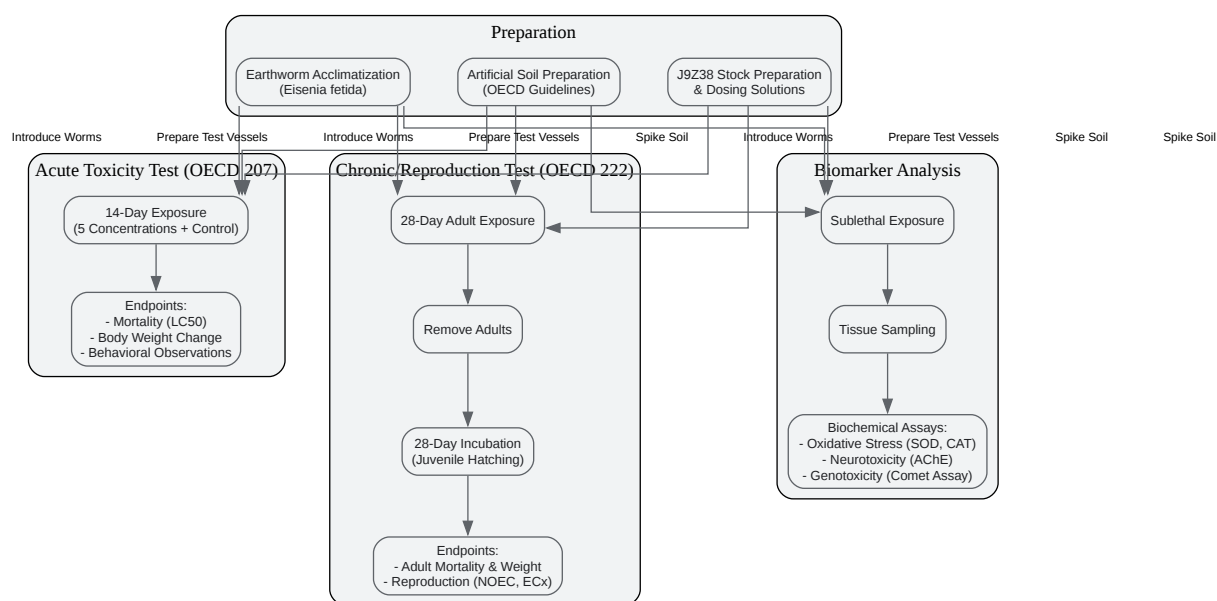 Preparation
Earthworm Acclimatization
(Eisenia fetida)
Artificial Soil Preparation
(OECD Guidelines)
J9Z38 Stock Preparation
& Dosing Solutions
Introduce Worms
Prepare Test Vessels
Introduce Worms
Prepare Test Vessels
Spike Soil
Introduce Worms
Prepare Test Vessels
Spike Soil
Spike Soil
Acute Toxicity Test (OECD 207)
14-Day Exposure
(5 Concentrations + Control)
Endpoints:
- Mortality (LC50)
- Body Weight Change
- Behavioral Observations
Chronic/Reproduction Test (OECD 222)
28-Day Adult Exposure
Remove Adults
28-Day Incubation
(Juvenile Hatching)
Endpoints:
- Adult Mortality & Weight
- Reproduction (NOEC, ECx)
Biomarker Analysis
Sublethal Exposure
Tissue Sampling
Biochemical Assays:
- Oxidative Stress (SOD, CAT)
- Neurotoxicity (AChE)
- Genotoxicity (Comet Assay)